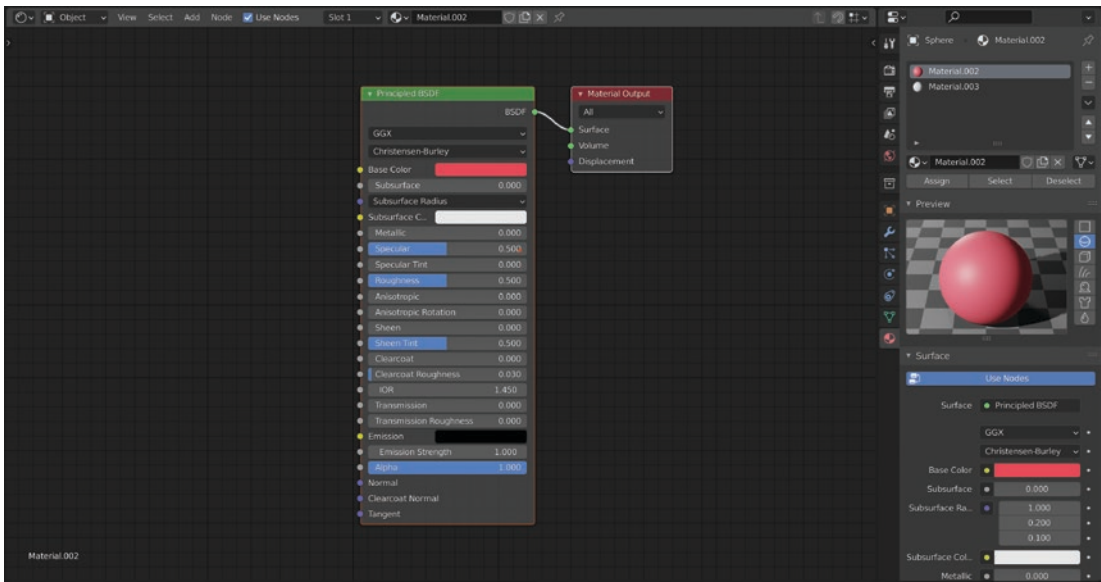 Object View Select Add Node Use Nodes Slot 1 Material.002
Principled BSDF
BSDF
GGX
Christensen-Burley
Base Color
Subsurface 0.000
Subsurface Radius
Subsurface C...
Metallic 0.000
Specular 0.500
Specular Tint 0.000
Roughness 0.500
Anisotropic 0.000
Anisotropic Rotation 0.000
Sheen 0.000
Sheen Tint 0.500
Clearcoat 0.000
Clearcoat Roughness 0.030
IOR 1.450
Transmission 0.000
Transmission Roughness 0.000
Emission
Emission Strength 1.000
Alpha 1.000
Normal
Clearcoat Normal
Tangent
Material Output
All
Surface
Volume
Displacement
Material.002
Sphere Material.002
Material.002
Material.003
Material.002
Assign Select Deselect
Preview
Surface
Use Nodes
Surface Principled BSDF
GGX
Christensen-Burley
Base Color
Subsurface 0.000
Subsurface Ra... 1.000
0.200
0.100
Subsurface Col...
Metallic 0.000